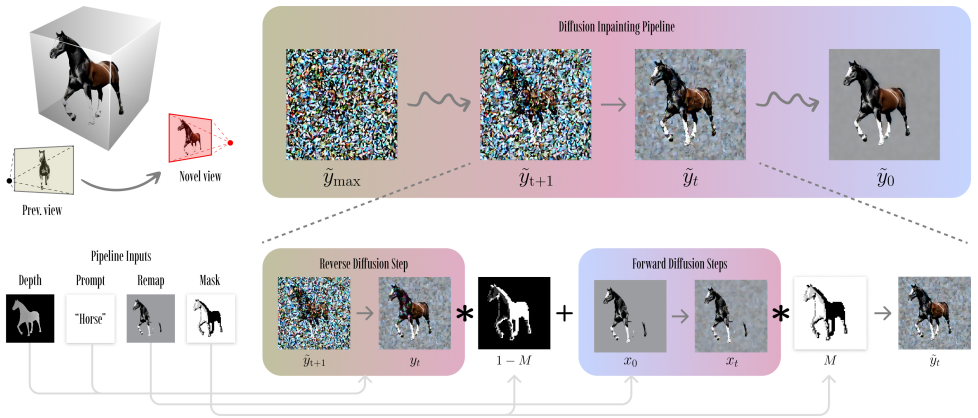 Diffusion Inpainting Pipeline
ỹmax
ỹt+1
ỹt
ỹ0
Novel view
Prev. view
Pipeline Inputs
Depth
Prompt
Remap
Mask
"Horse"
Reverse Diffusion Step
Forward Diffusion Steps
*
+
*
ỹt+1
yt
1 − M
x0
xt
M
ỹt